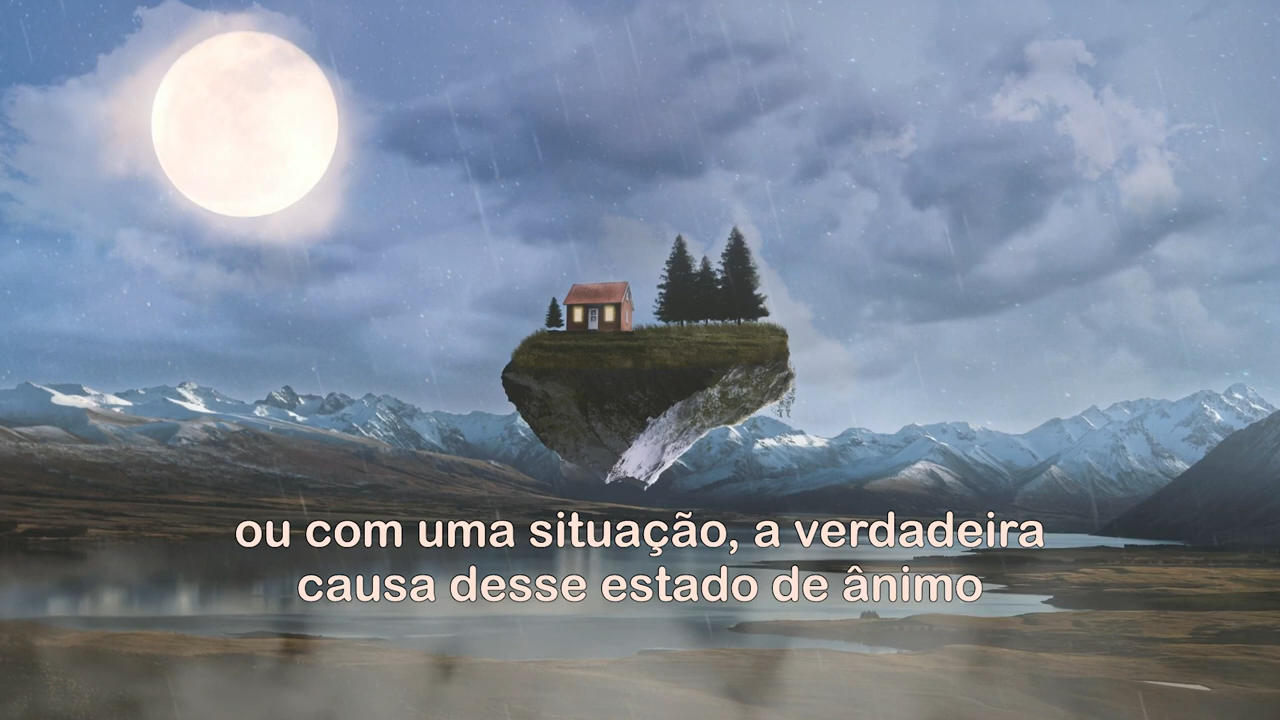 ou com uma situação, a verdadeira
causa desse estado de ânimo